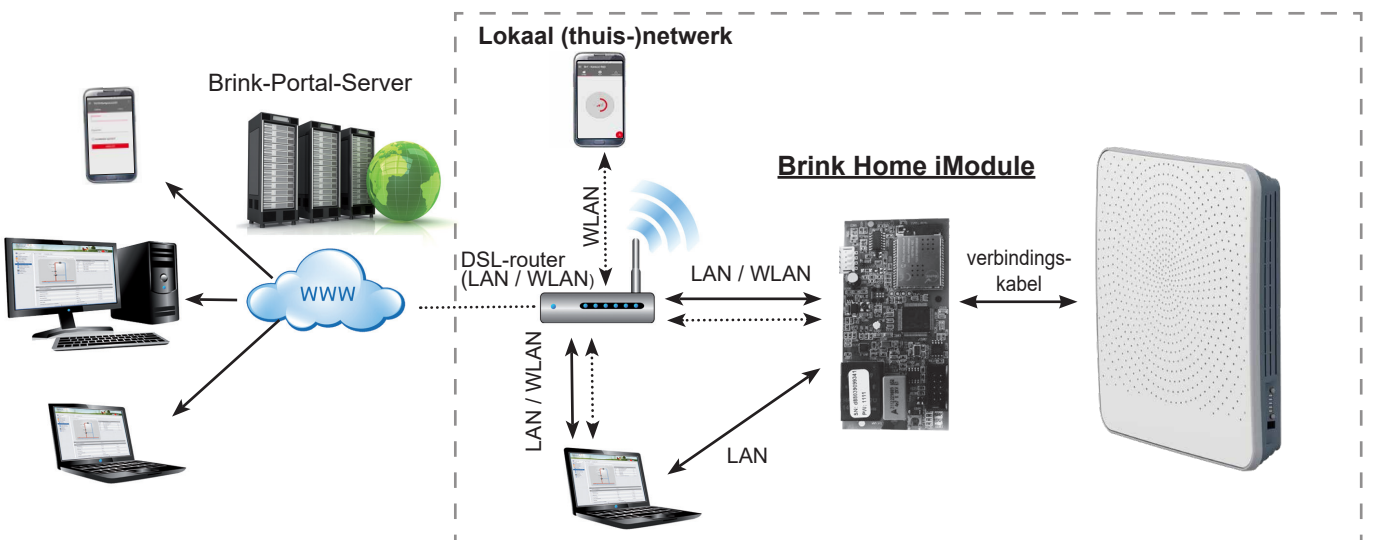 Lokaal (thuis-)netwerk
Brink-Portal-Server
WLAN
Brink Home iModule
DSL-router
(LAN / WLAN)
LAN / WLAN
verbindings-
kabel
WWW
LAN / WLAN
LAN
P/N: 1111